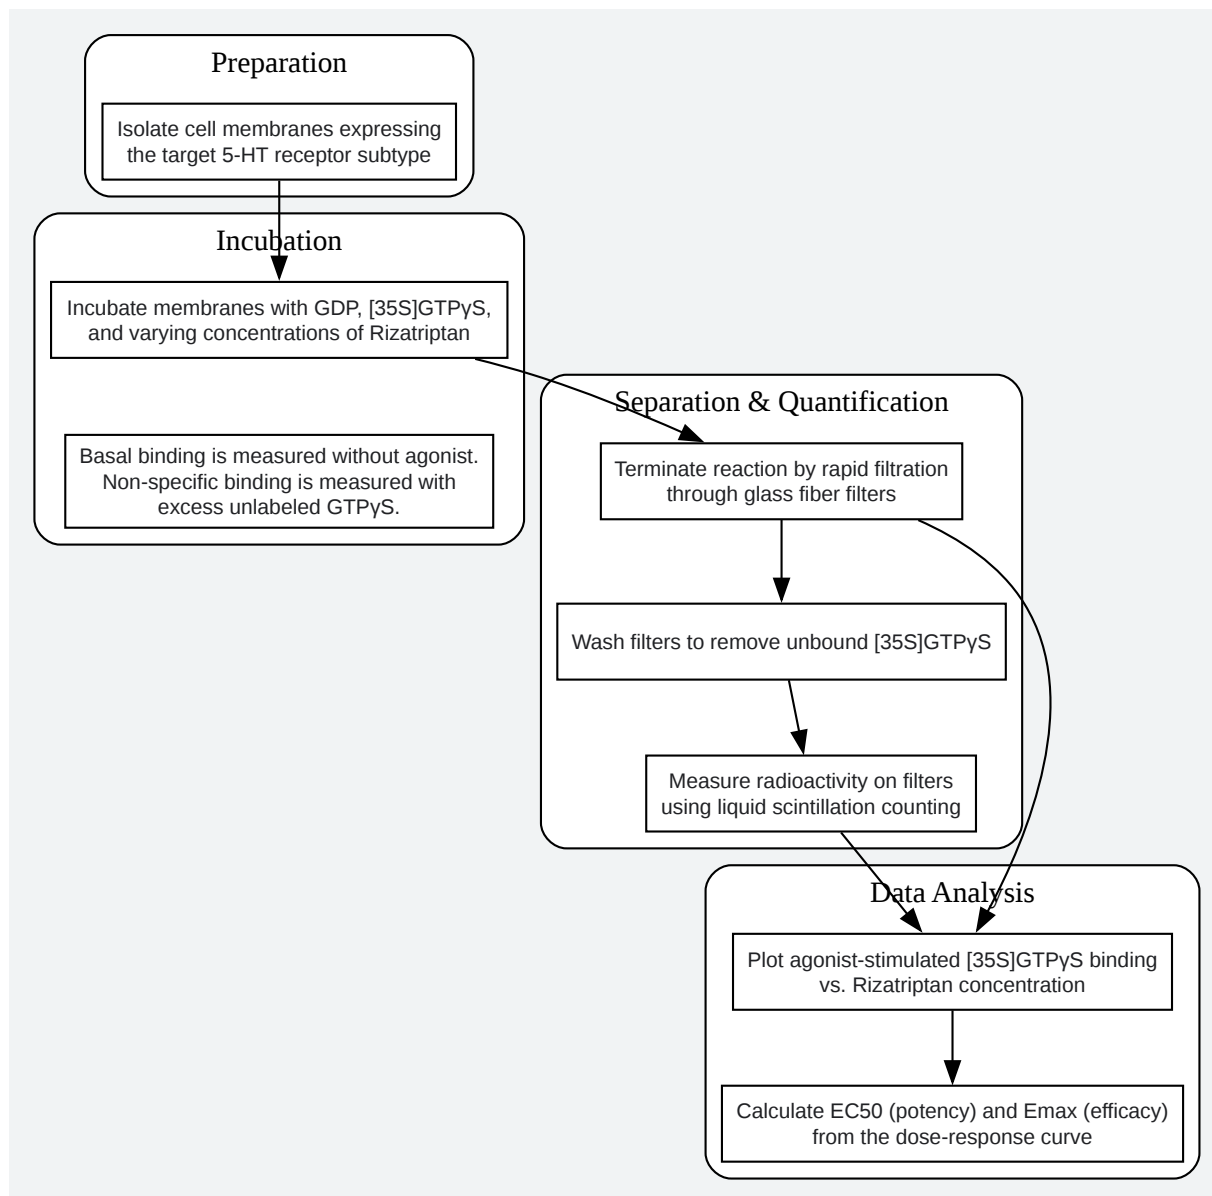 Preparation
Isolate cell membranes expressing
the target 5-HT receptor subtype
Incubation
Incubate membranes with GDP, [35S]GTPγS,
and varying concentrations of Rizatriptan
Basal binding is measured without agonist.
Non-specific binding is measured with
excess unlabeled GTPγS.
Separation & Quantification
Terminate reaction by rapid filtration
through glass fiber filters
Wash filters to remove unbound [35S]GTPγS
Measure radioactivity on filters
using liquid scintillation counting
Data Analysis
Plot agonist-stimulated [35S]GTPγS binding
vs. Rizatriptan concentration
Calculate EC50 (potency) and Emax (efficacy)
from the dose-response curve